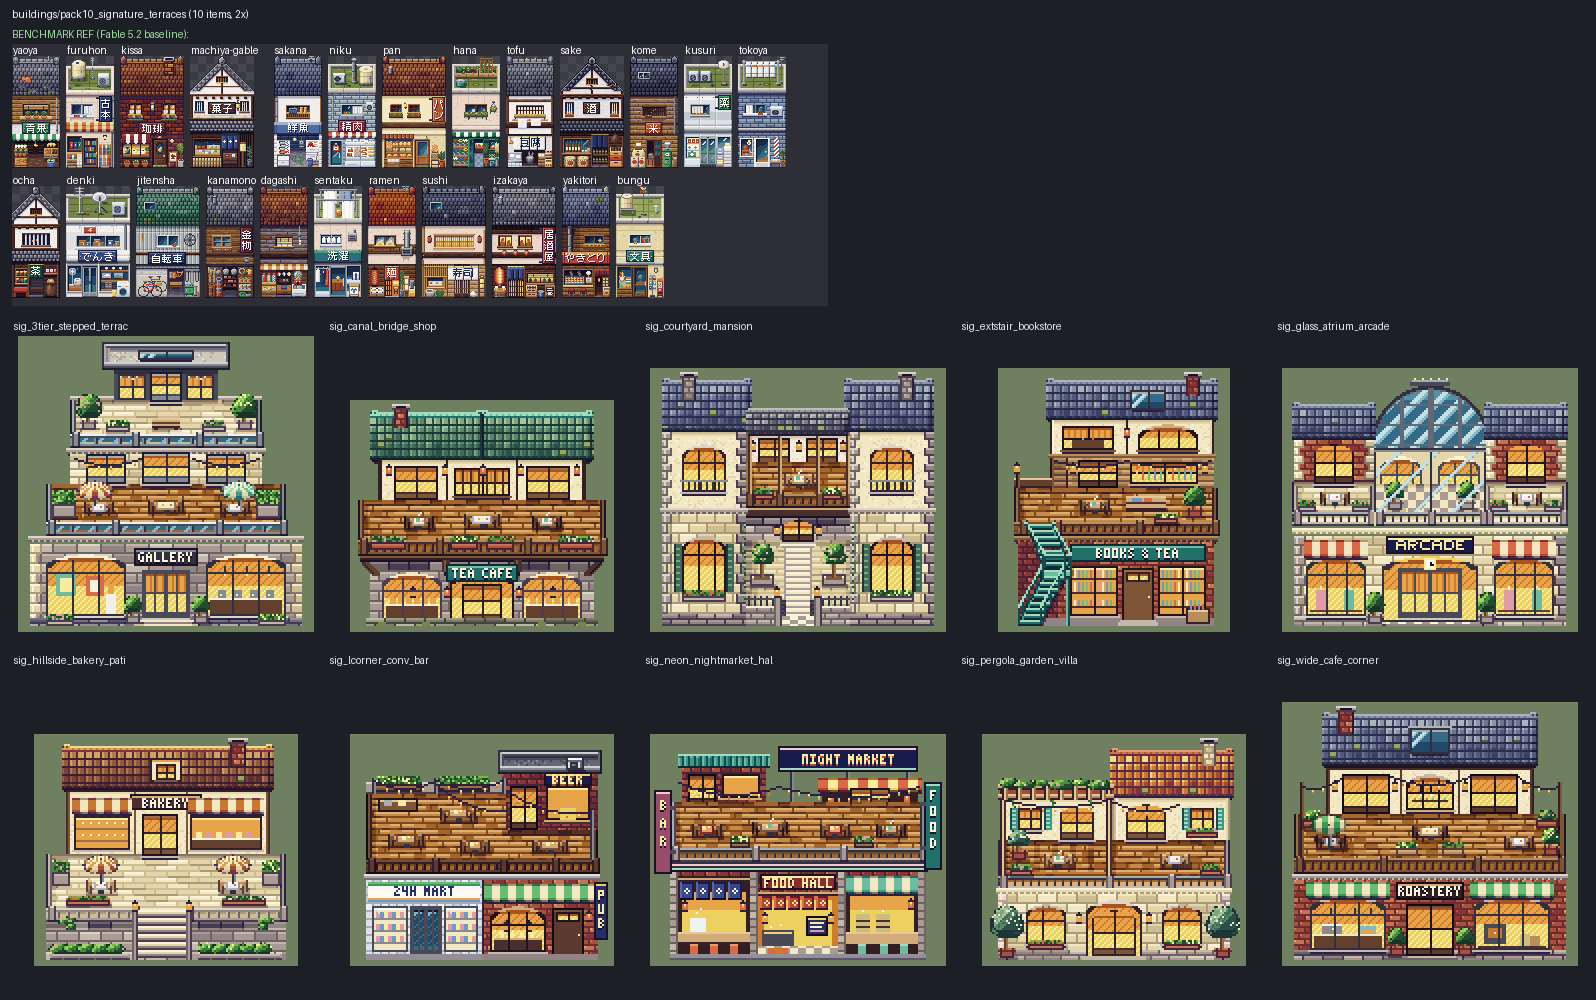 buildings/pack10_signature_terraces (10 items, 2x)
BENCHMARK REF (Fable 5.2 baseline):
yaoya furuhon kissa machiya-gable sakana niku pan hana tofu sake kome kusuri tokoya
古本
菓子
パン
酒
薬
青果
珈琲
鮮魚
精肉
豆腐
米
ocha denki jitensha kanamono dagashi sentaku ramen sushi izakaya yakitori bungu
金物
居酒屋
茶
でんき
自転車
洗濯
麺
寿司
やきとり
文具
sig_3tier_stepped_terrac sig_canal_bridge_shop sig_courtyard_mansion sig_extstair_bookstore sig_glass_atrium_arcade
GALLERY
TEA CAFE
BOOKS & TEA
ARCADE
sig_hillside_bakery_pati sig_lcorner_conv_bar sig_neon_nightmarket_hal sig_pergola_garden_villa sig_wide_cafe_corner
BAKERY
BEER
24H MART
PUB
NIGHT MARKET
BAR
FOOD
FOOD HALL
ROASTERY